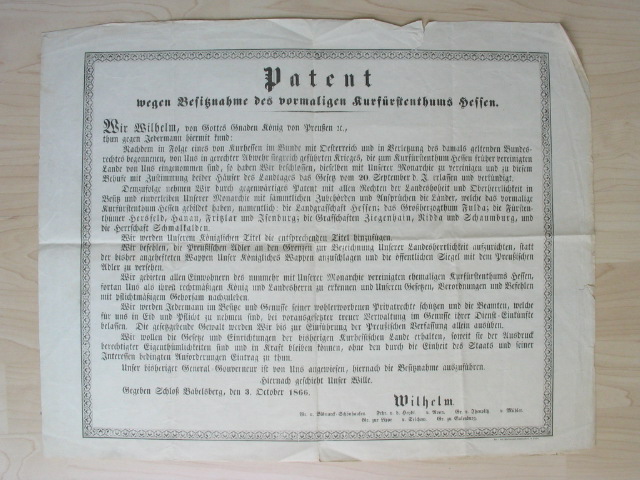 Patent
wegen Besitznahme des vormaligen Kurfürstenthums Hessen.
Wir Wilhelm, von Gottes Gnaden König von Preußen ꝛc.,
thun gegen Jedermann hiermit kund:
Nachdem in Folge eines von Kurhessen im Bunde mit Oesterreich und in Verletzung des damals geltenden Bundes-
rechtes begonnenen, von Uns in gerechter Abwehr siegreich geführten Krieges, die zum Kurfürstenthum Hessen früher vereinigten
Lande von Uns eingenommen sind, so haben Wir beschlossen, dieselben mit Unserer Monarchie zu vereinigen und zu diesem
Behufe mit Zustimmung beider Häuser des Landtages das Gesetz vom 20 September d. J. erlassen und verkündigt.
Demzufolge nehmen Wir durch gegenwärtiges Patent mit allen Rechten der Landeshoheit und Oberherrlichkeit in
Besitz und einverleiben Unserer Monarchie mit sämmtlichen Zubehörden und Ansprüchen die Länder, welche das vormalige
Kurfürstenthum Hessen gebildet haben, namentlich: die Landgrafschaft Hessen; das Großherzogthum Fulda; die Fürsten-
thümer Hersfeld, Hanau, Fritzlar und Isenburg; die Grafschaften Ziegenhain, Nidda und Schaumburg, und
die Herrschaft Schmalkalden.
Wir werden Unserem Königlichen Titel die entsprechenden Titel hinzufügen.
Wir befehlen, die Preußischen Adler an den Grenzen zur Bezeichnung Unserer Landesherrlichkeit aufzurichten, statt
der bisher angehefteten Wappen Unser Königliches Wappen anzuschlagen und die öffentlichen Siegel mit dem Preußischen
Adler zu versehen.
Wir gebieten allen Einwohnern des nunmehr mit Unserer Monarchie vereinigten ehemaligen Kurfürstenthums Hessen,
fortan Uns als ihren rechtmäßigen König und Landesherrn zu erkennen und Unseren Gesetzen, Verordnungen und Befehlen
mit pflichtmäßigem Gehorsam nachzuleben.
Wir werden Jedermann im Besitze und Genusse seiner wohlerworbenen Privatrechte schützen und die Beamten, welche
für uns in Eid und Pflicht zu nehmen sind, bei vorausgesetzter treuer Verwaltung im Genusse ihrer Dienst-Einkünfte
belassen. Die gesetzgebende Gewalt werden Wir bis zur Einführung der Preußischen Verfassung allein ausüben.
Wir wollen die Gesetze und Einrichtungen der bisherigen Kurhessischen Lande erhalten, soweit sie der Ausdruck
berechtigter Eigenthümlichkeiten sind und in Kraft bleiben können, ohne den durch die Einheit des Staats und seiner
Interessen bedingten Anforderungen Eintrag zu thun.
Unser bisheriger General Gouverneur ist von Uns angewiesen, hiernach die Besitznahme auszuführen.
Hiernach geschieht Unser Wille.
Gegeben Schloß Babelsberg, den 3. October 1866.
Wilhelm.
Gr. v. Bismarck-Schönhausen Frhr. v. d. Heydt v. Roon. Gr. v. Itzenplitz v. Mühler
Gr. zur Lippe v. Selchow. Gr. zu Eulenburg